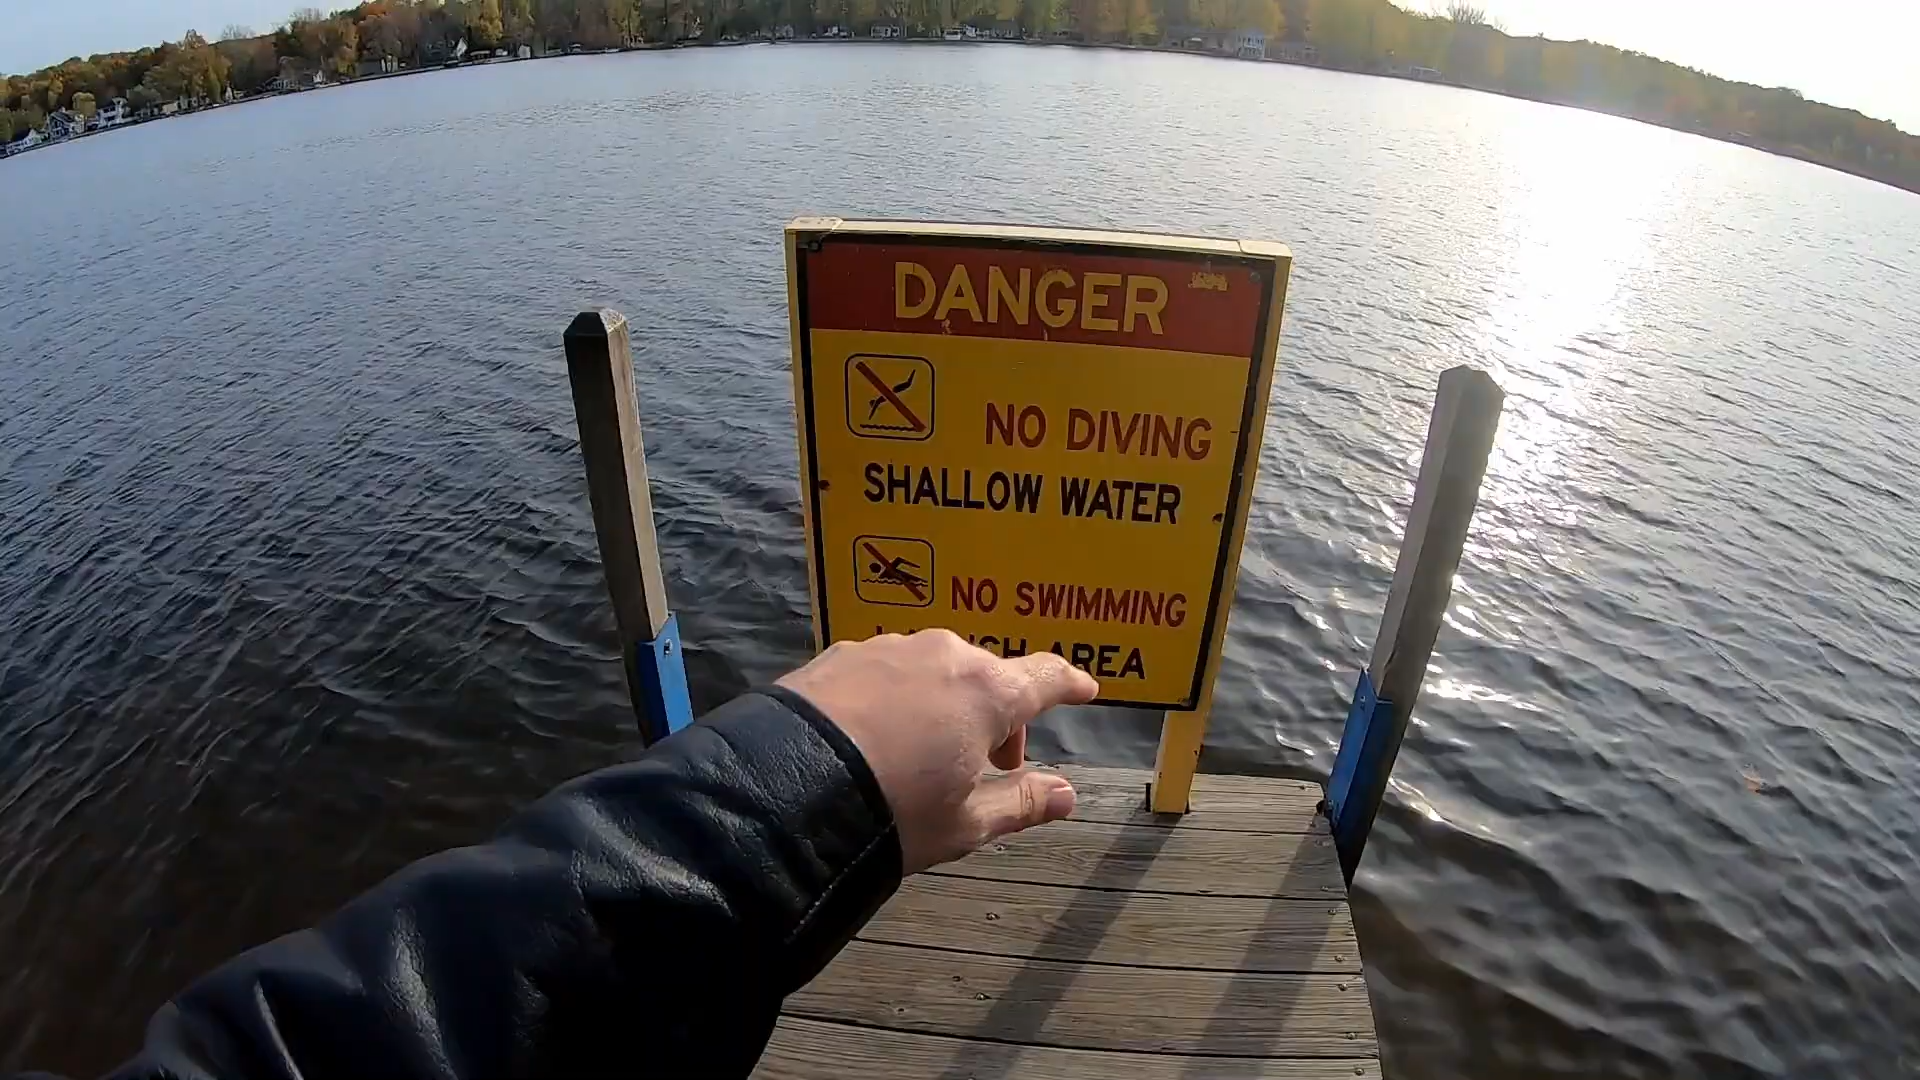 DANGER
NO DIVING
SHALLOW WATER
NO SWIMMING
AREA